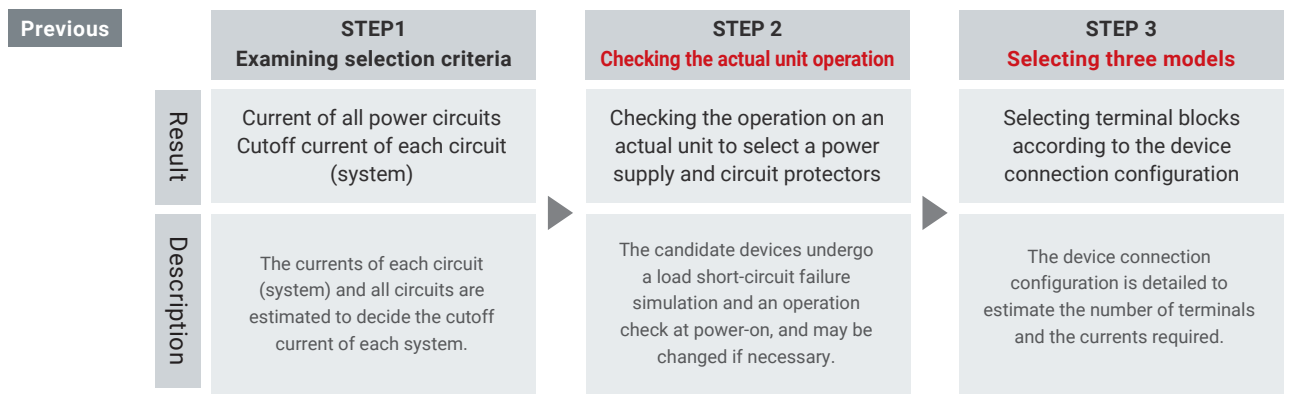 Previous
STEP1
Examining selection criteria
STEP 2
Checking the actual unit operation
STEP 3
Selecting three models
Result
Current of all power circuits
Cutoff current of each circuit
(system)
Checking the operation on an
actual unit to select a power
supply and circuit protectors
Selecting terminal blocks
according to the device
connection configuration
Description
The currents of each circuit
(system) and all circuits are
estimated to decide the cutoff
current of each system.
The candidate devices undergo
a load short-circuit failure
simulation and an operation
check at power-on, and may be
changed if necessary.
The device connection
configuration is detailed to
estimate the number of terminals
and the currents required.